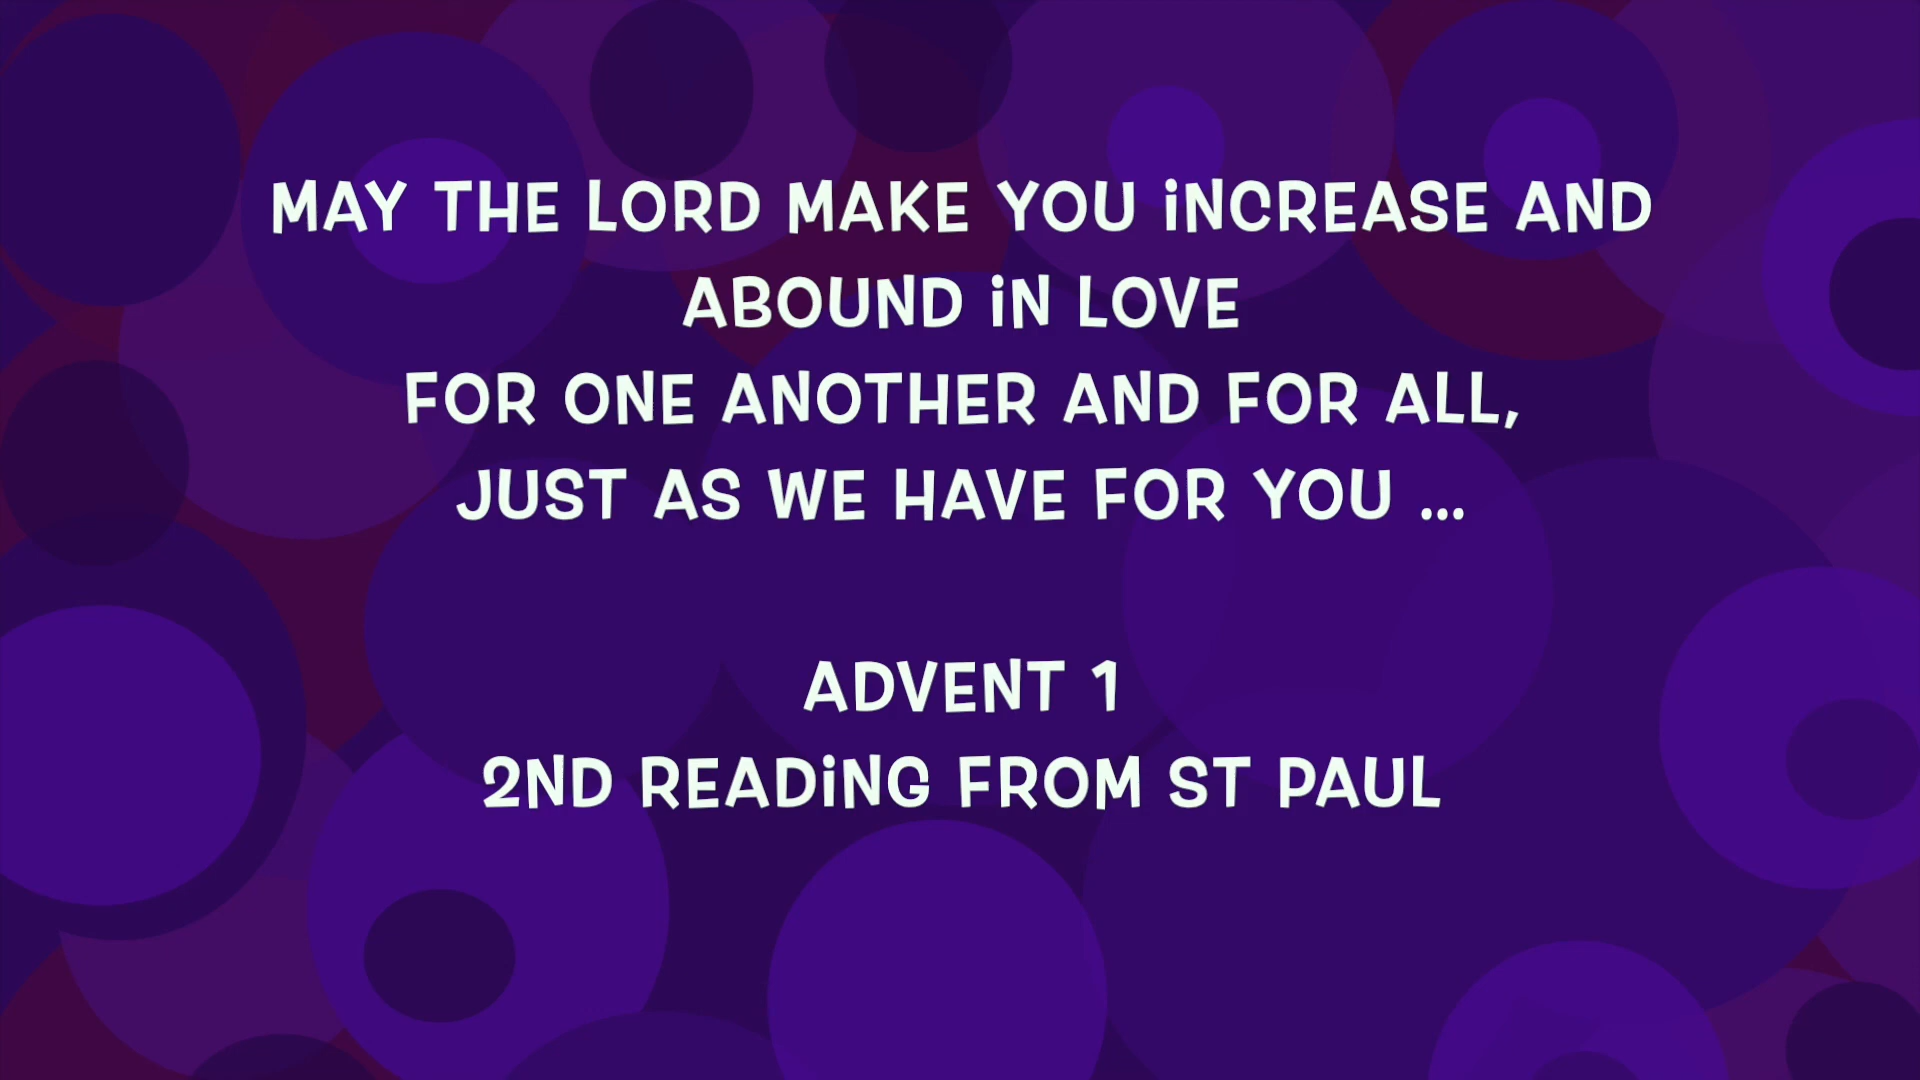 MAY THE LORD MAKE YOU iNCREASE AND
ABOUND iN LOVE
FOR ONE ANOTHER AND FOR ALL,
JUST AS WE HAVE FOR YOU ...
ADVENT 1
2ND READiNG FROM ST PAUL